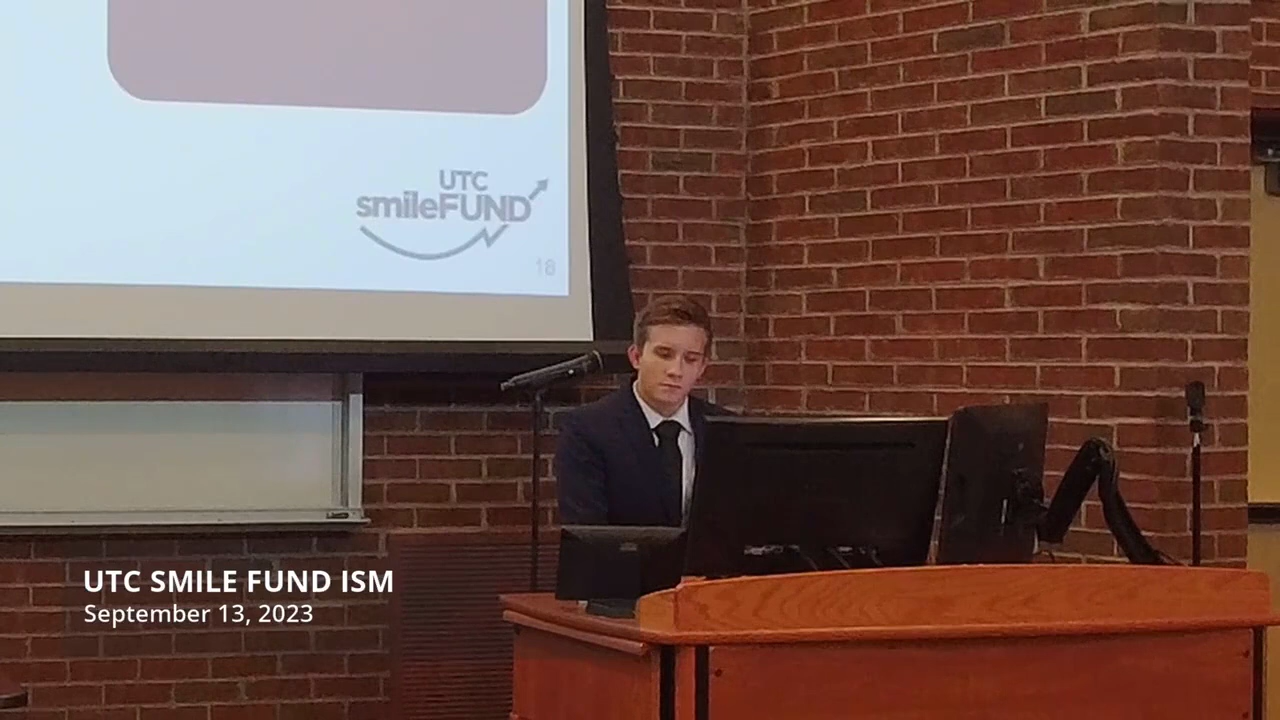 UTC
smileFUND
18
UTC SMILE FUND ISM
September 13, 2023